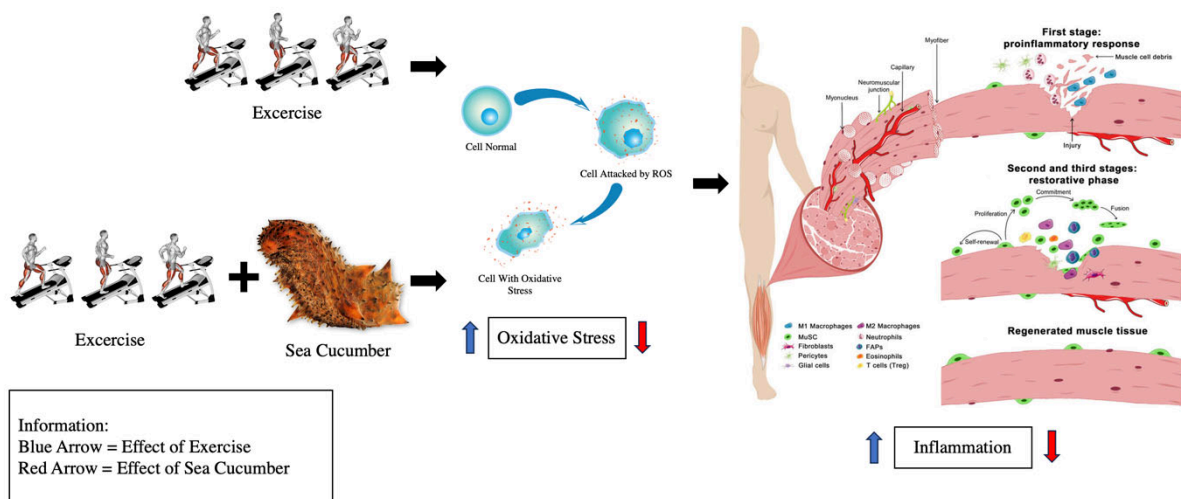 Excercise
Cell Normal
Cell Attacked by ROS
Cell With Oxidative
Stress
Excercise
Sea Cucumber
Oxidative Stress
Information:
Blue Arrow = Effect of Exercise
Red Arrow = Effect of Sea Cucumber
Myonucleus
Neuromuscular
junction
Capillary
Myofiber
First stage:
proinflammatory response
Muscle cell debris
Injury
Second and third stages:
restorative phase
Commitment
Proliferation
Fusion
Self-renewal
M1 Macrophages
M2 Macrophages
MuSC
Neutrophils
Fibroblasts
FAPs
Pericytes
Eosinophils
Glial cells
T cells (Treg)
Regenerated muscle tissue
Inflammation